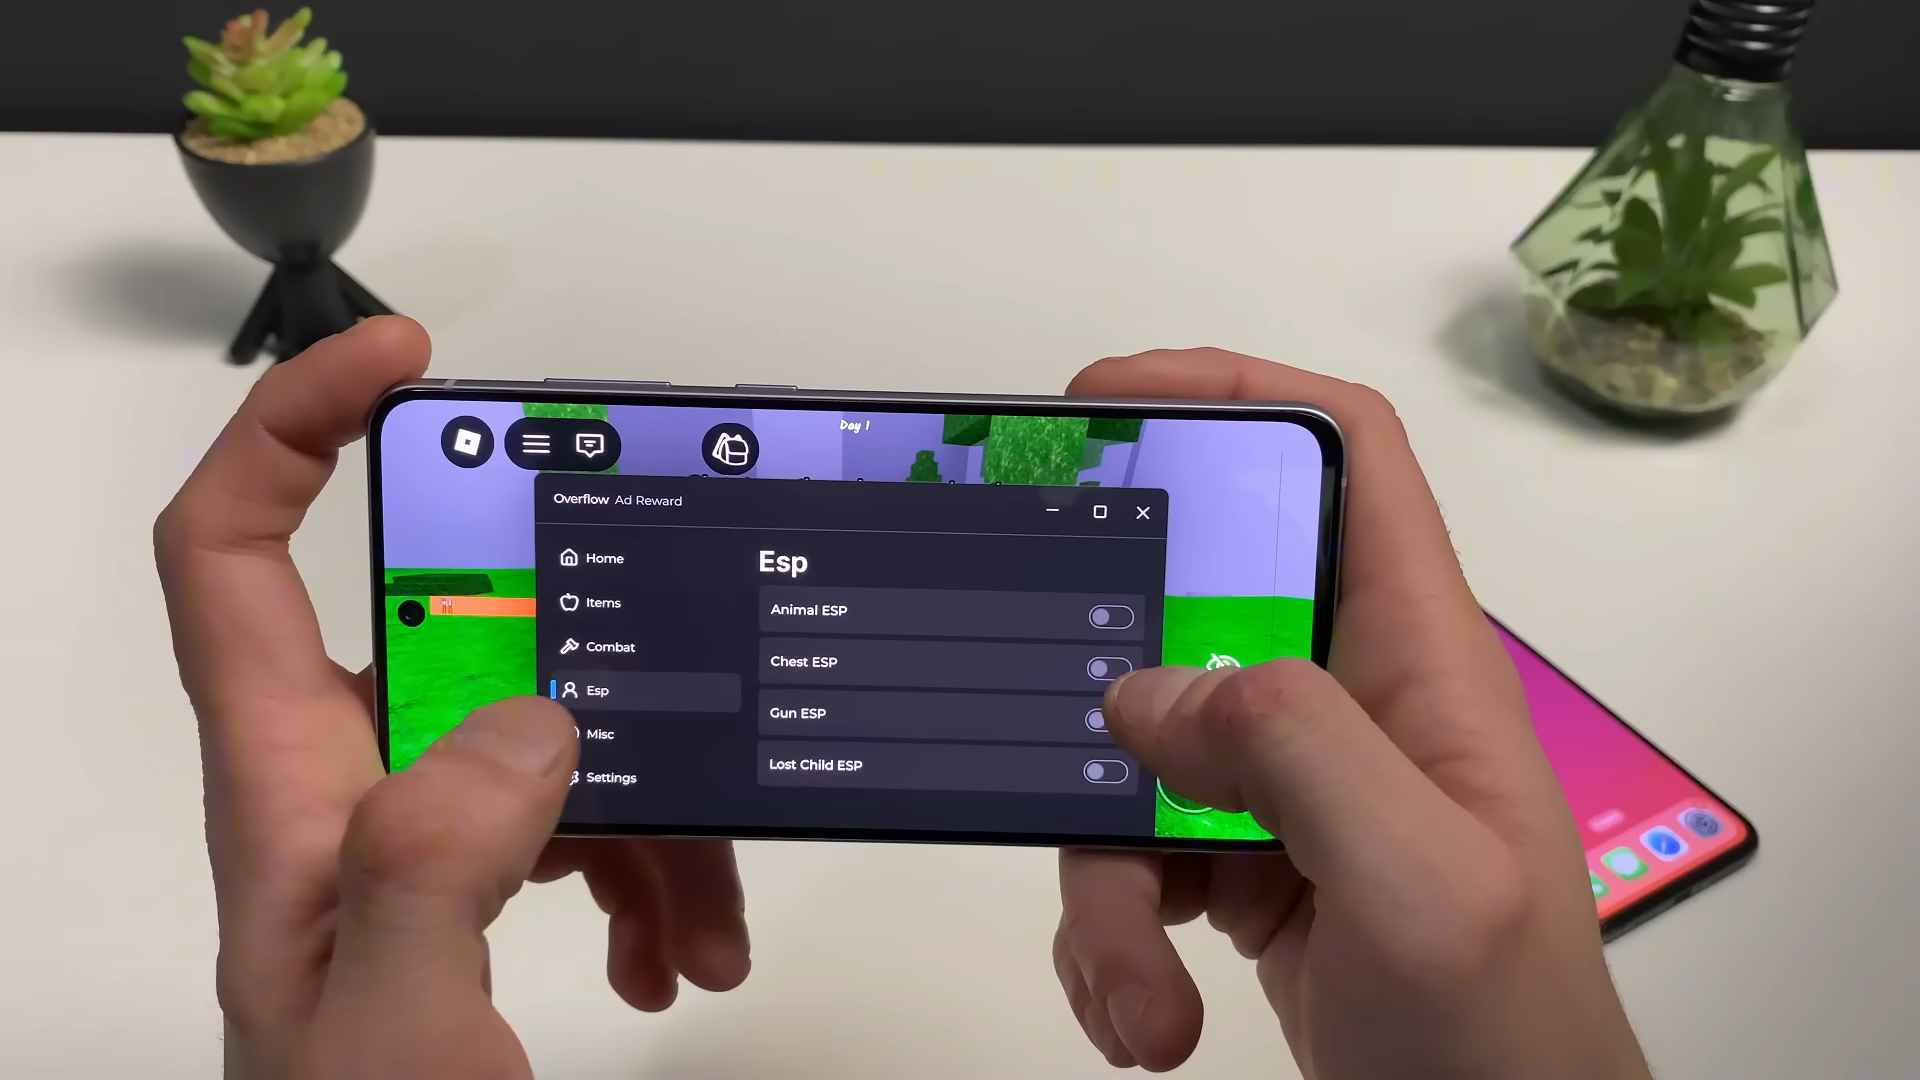 Day 1
Overflow Ad Reward
Home
Items
Combat
Esp
Misc
Settings
Esp
Animal ESP
Chest ESP
Gun ESP
Lost Child ESP